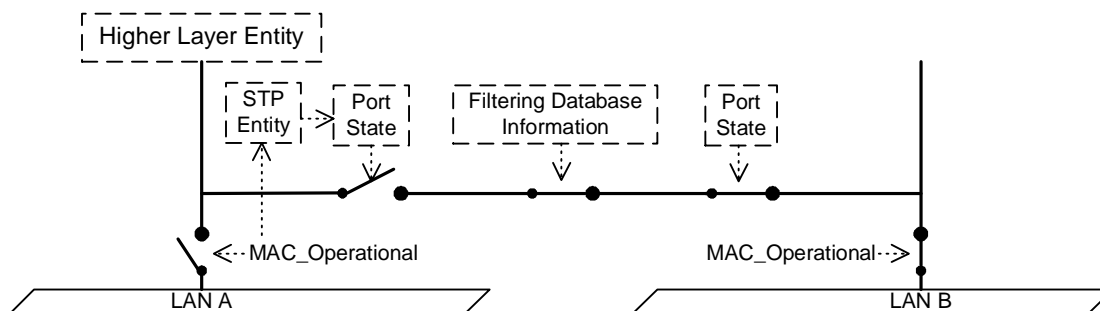 Higher Layer Entity
STP
Entity
Port
State
Filtering Database
Information
Port
State
MAC_Operational
MAC_Operational
LAN A
LAN B